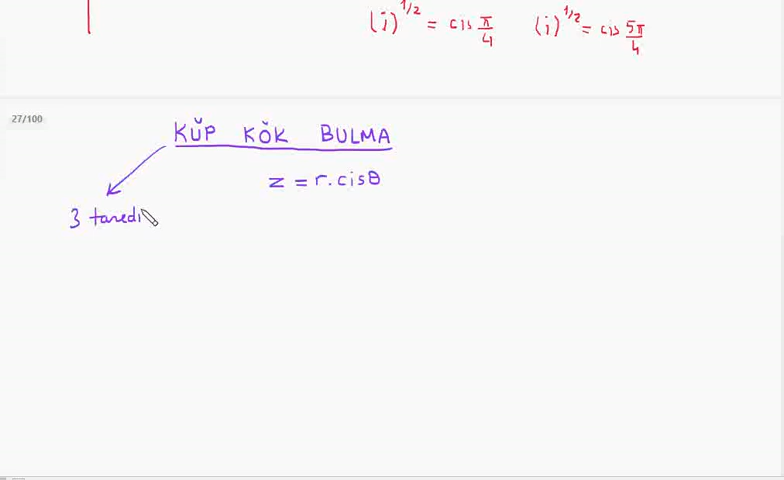 (i)^1/2 = cis π/4 (i)^1/2 = cis 5π/4
27/100
KÜP KÖK BULMA
z = r.cisθ
3 tanedi